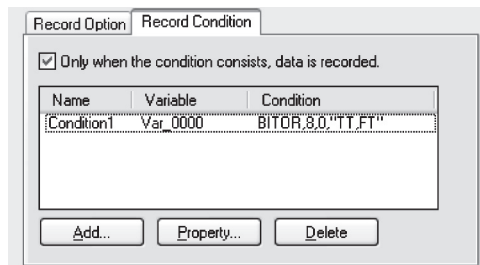 Record Option Record Condition
Only when the condition consists, data is recorded.
Name Variable Condition
Condition1 Var_0000 BITOR,8,0,"TT,FT"
Add... Property... Delete